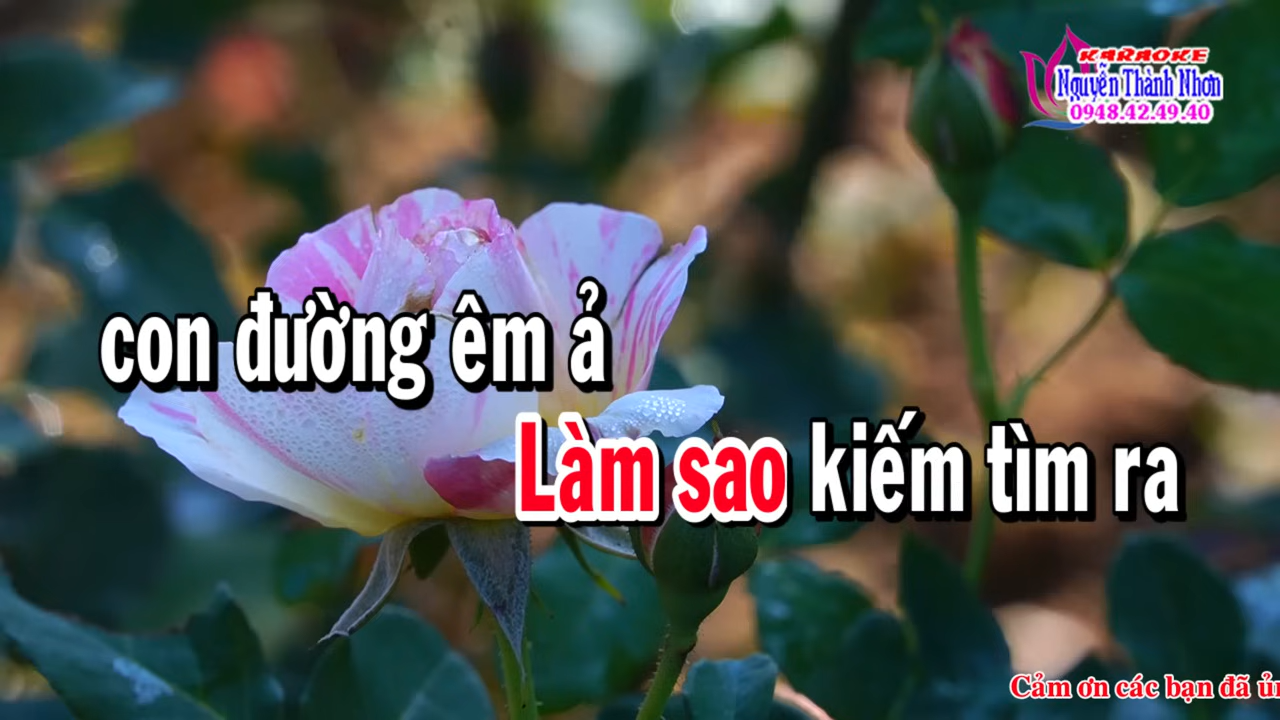 KARAOKE
Nguyễn Thành Nhơn
0948.42.49.40
con đường êm ả
Làm sao kiếm tìm ra
Cảm ơn các bạn đã